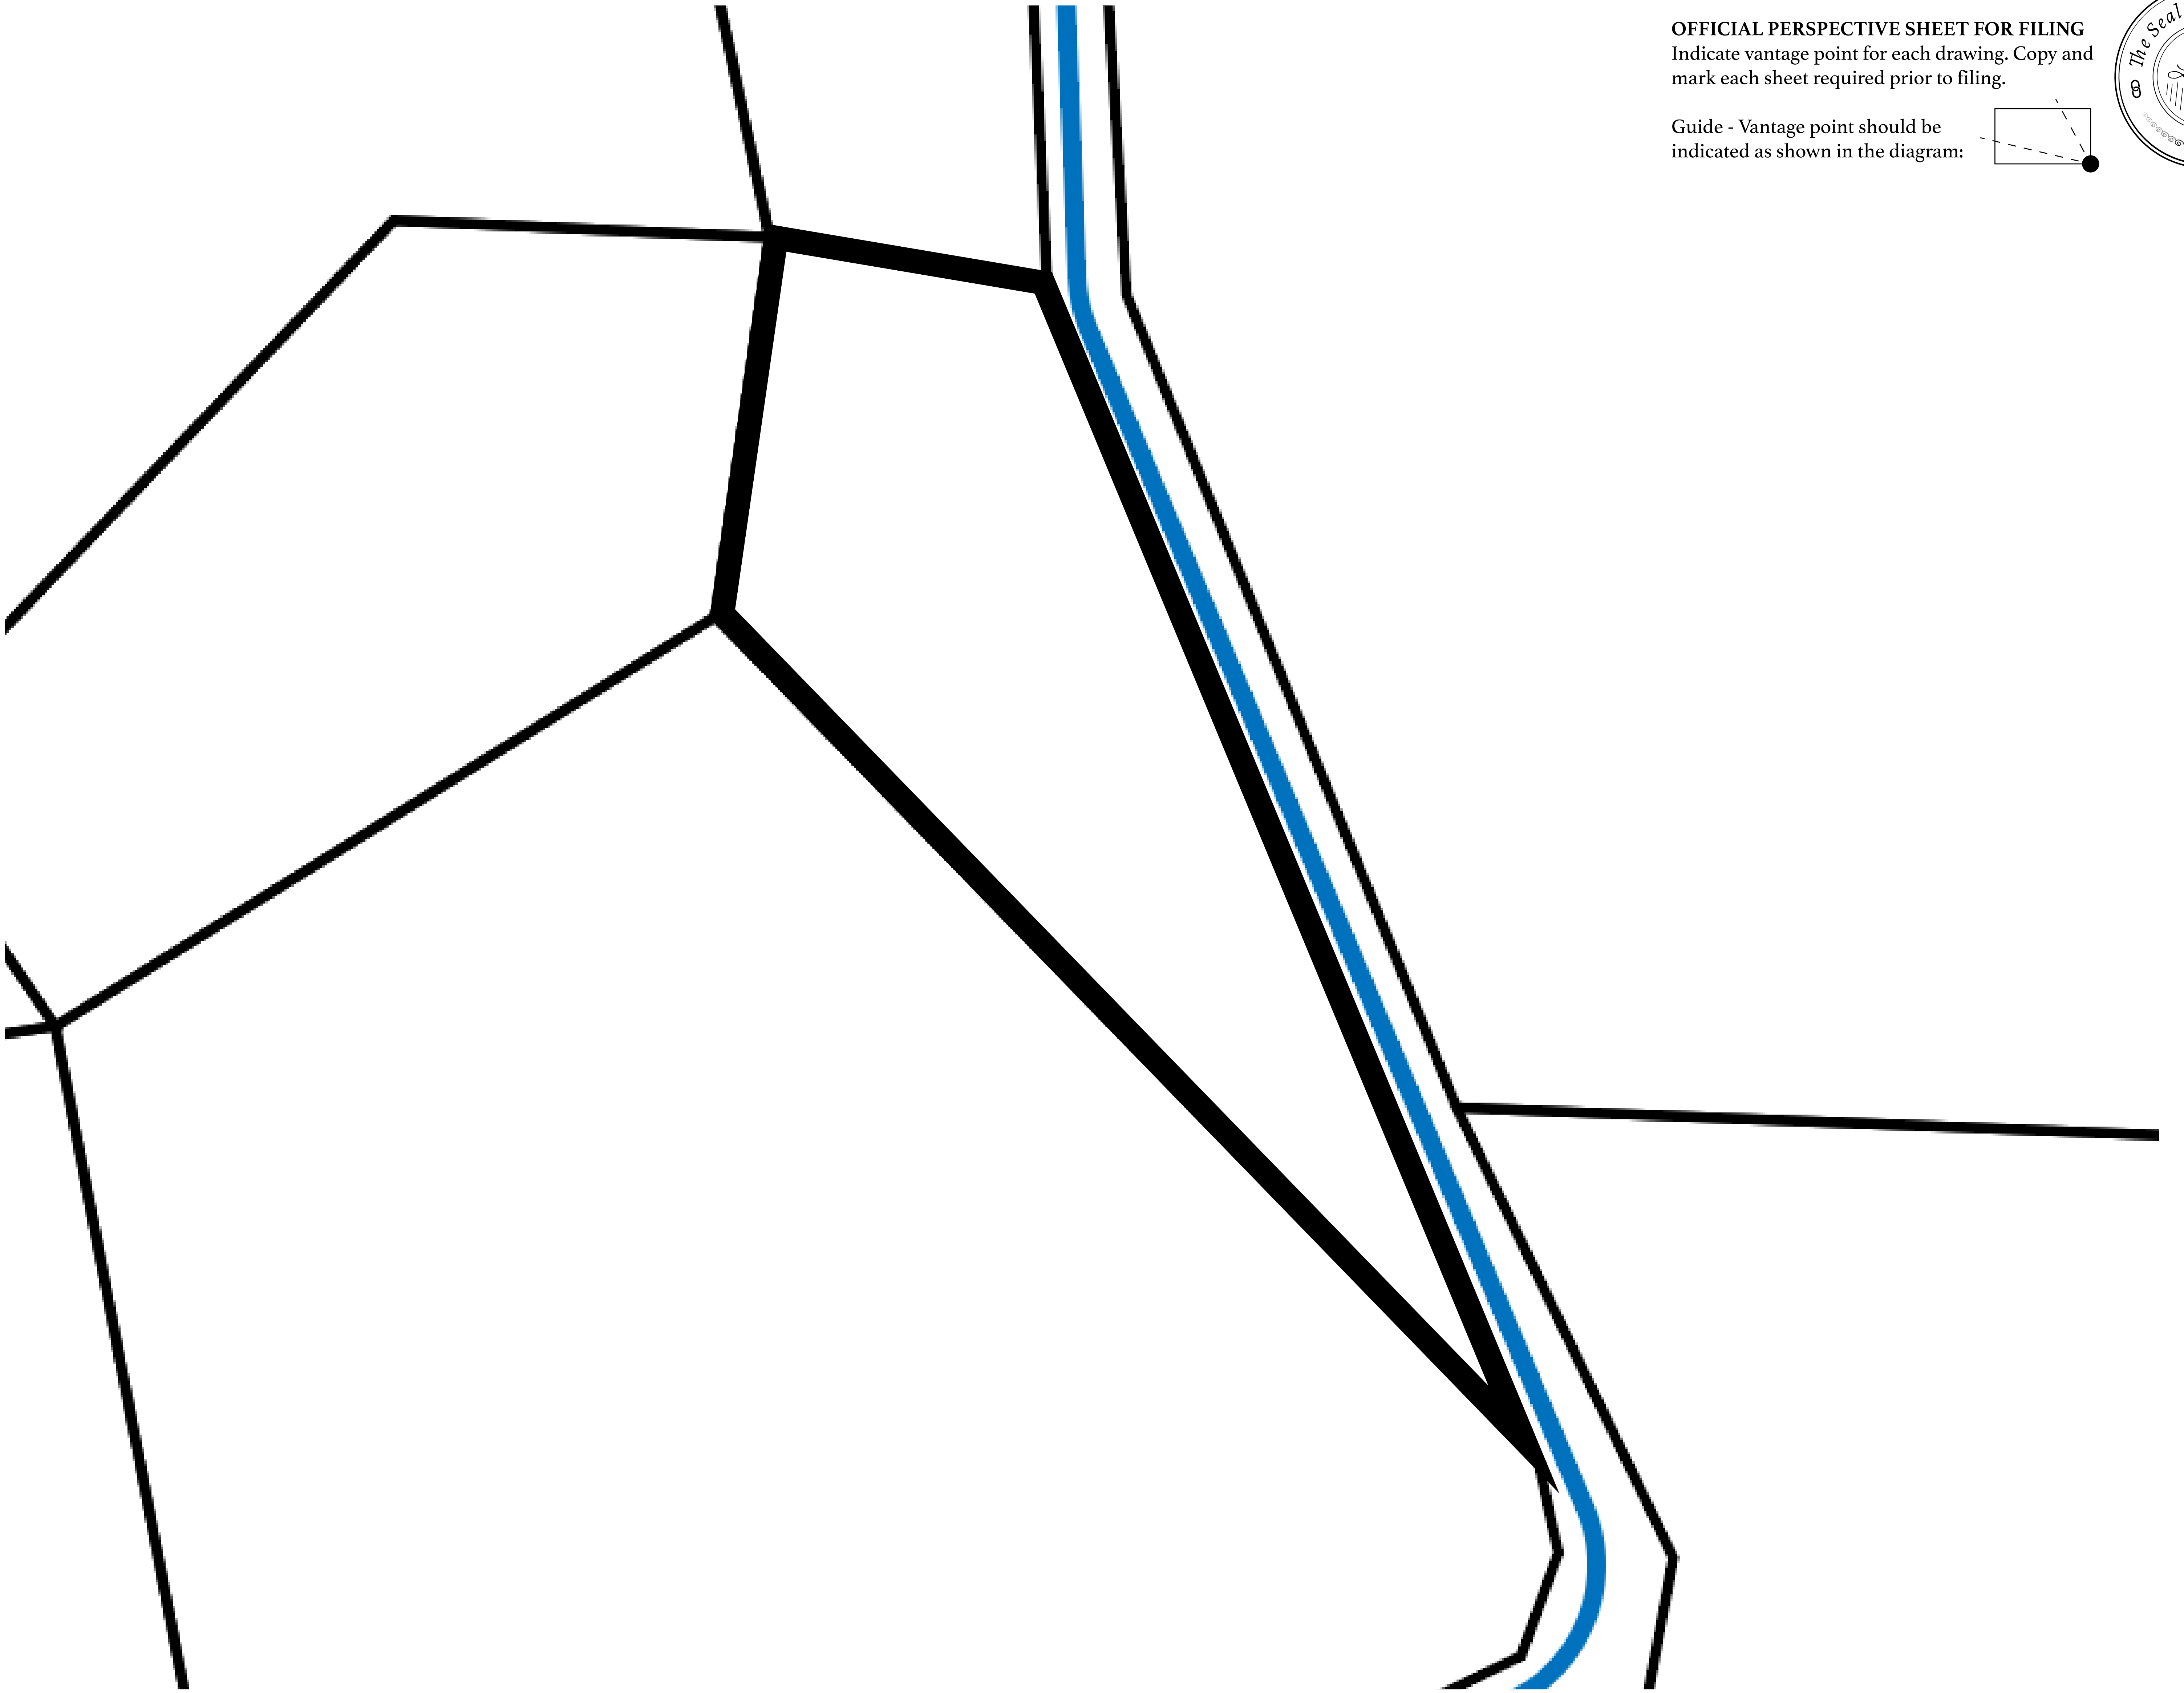 OFFICIAL PERSPECTIVE SHEET FOR FILING
Indicate vantage point for each drawing. Copy and
mark each sheet required prior to filing.
Guide - Vantage point should be
indicated as shown in the diagram:
The Seal